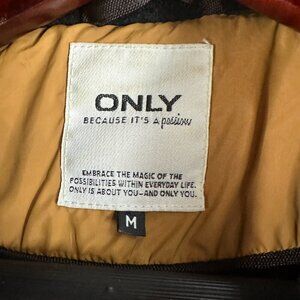 ONLY
BECAUSE IT'S A passion
EMBRACE THE MAGIC OF THE
POSSIBILITIES WITHIN EVERYDAY LIFE.
ONLY IS ABOUT YOU—AND ONLY YOU.
M